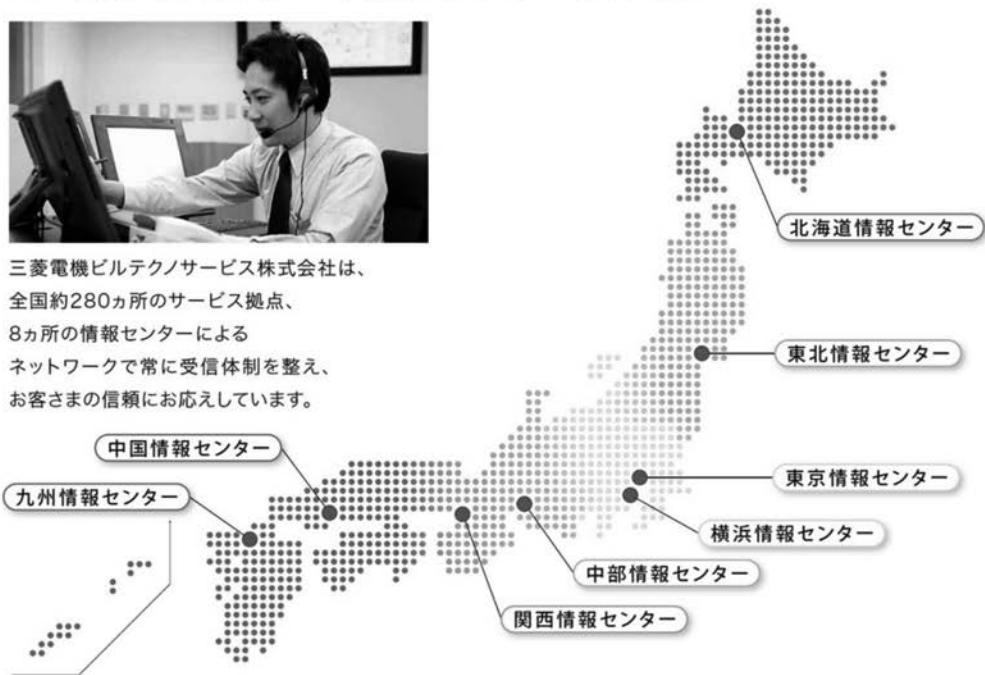 三菱電機ビルテクノサービス株式会社は、
全国約280ヵ所のサービス拠点、
8ヵ所の情報センターによる
ネットワークで常に受信体制を整え、
お客さまの信頼にお応えしています。
北海道情報センター
東北情報センター
中国情報センター
九州情報センター
東京情報センター
横浜情報センター
中部情報センター
関西情報センター